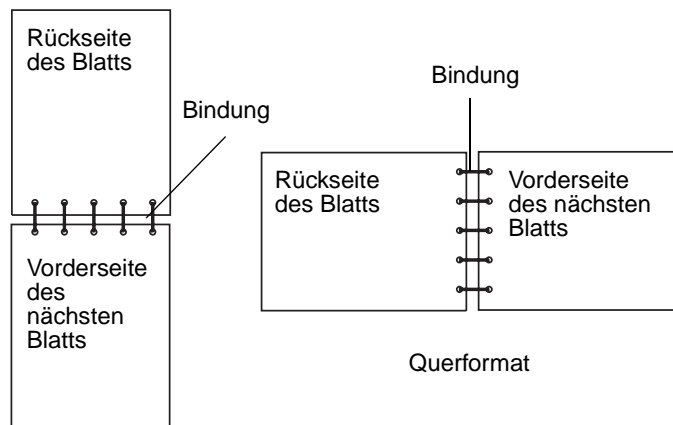 Rückseite
des Blatts
Bindung
Vorderseite
des
nächsten
Blatts
Bindung
Rückseite
des Blatts
Vorderseite
des nächsten
Blatts
Querformat